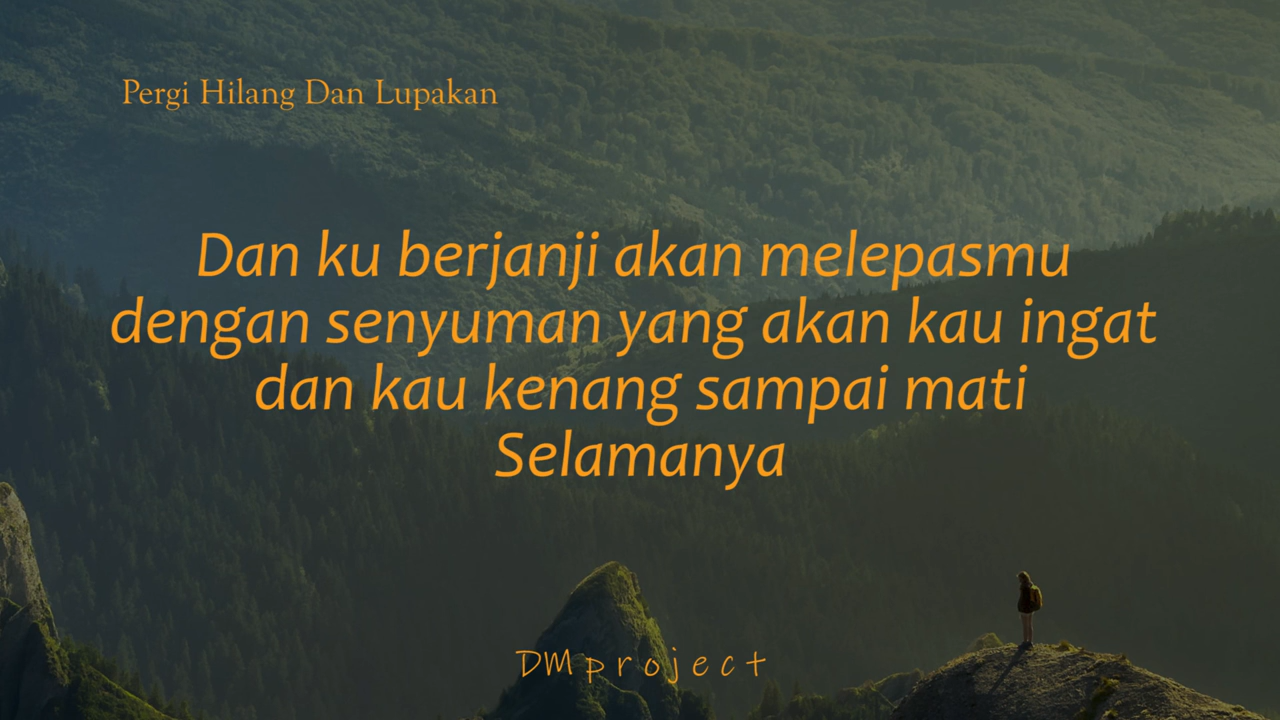 Pergi Hilang Dan Lupakan
Dan ku berjanji akan melepasmu
dengan senyuman yang akan kau ingat
dan kau kenang sampai mati
Selamanya
DMproject